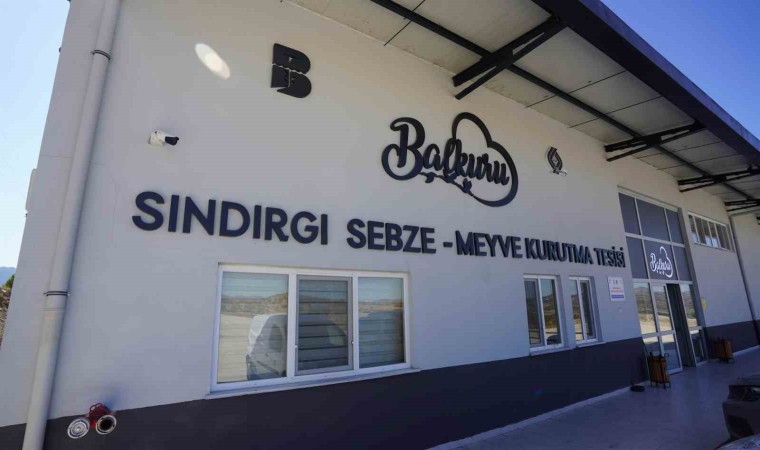 B
Balkuru
SINDIRGI SEBZE - MEYVE KURUTMA TESİSİ
Balkuru